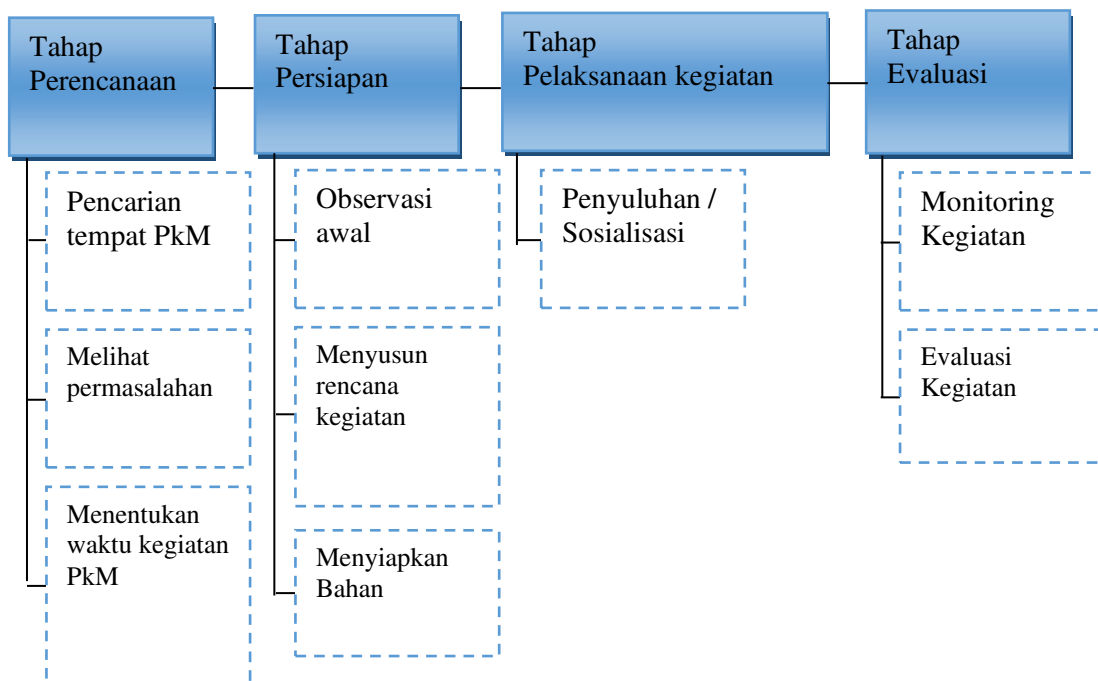 Tahap
Perencanaan
Tahap
Persiapan
Tahap
Pelaksanaan kegiatan
Tahap
Evaluasi
Pencarian
tempat PkM
Melihat
permasalahan
Menentukan
waktu kegiatan
PkM
Observasi
awal
Menyusun
rencana
kegiatan
Menyiapkan
Bahan
Penyuluhan /
Sosialisasi
Monitoring
Kegiatan
Evaluasi
Kegiatan